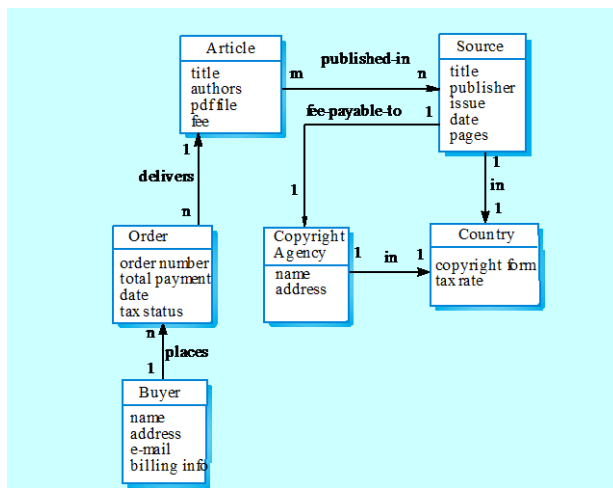 Article
title
authors
pdf file
fee
m
published-in
n
Source
title
publisher
issue
date
pages
fee-payable-to
1
1
1
in
1
1
delivers
n
Order
order number
total payment
date
tax status
Copyright
Agency
name
address
1
in
1
Country
copyright form
tax rate
n
places
1
Buyer
name
address
e-mail
billing info